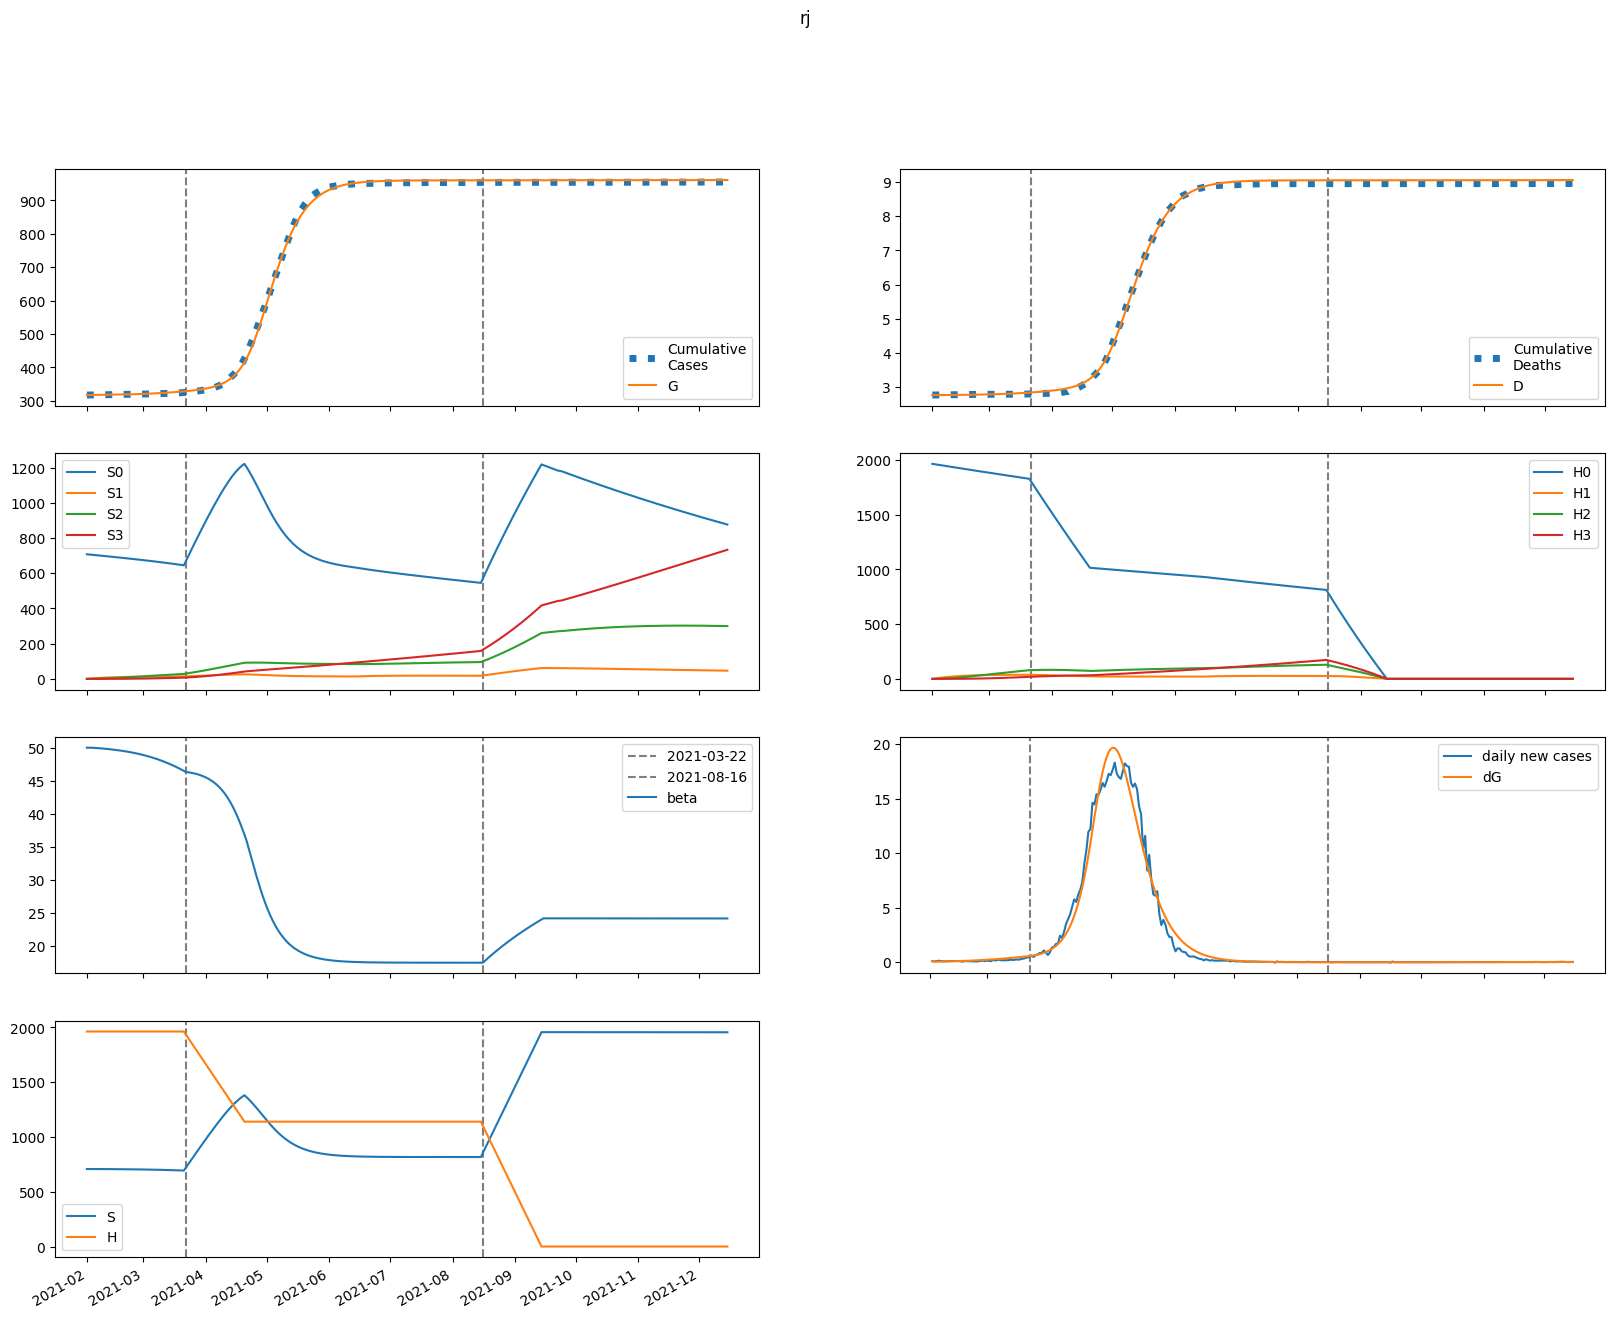 rj
900
800
700
600
500
400
300
Cumulative
Cases
G
9
8
7
6
5
4
3
Cumulative
Deaths
D
1200
1000
800
600
400
200
0
S0
S1
S2
S3
2000
1500
1000
500
0
H0
H1
H2
H3
50
45
40
35
30
25
20
2021-03-22
2021-08-16
beta
20
15
10
5
0
daily new cases
dG
2000
1500
1000
500
0
S
H
2021-02
2021-03
2021-04
2021-05
2021-06
2021-07
2021-08
2021-09
2021-10
2021-11
2021-12